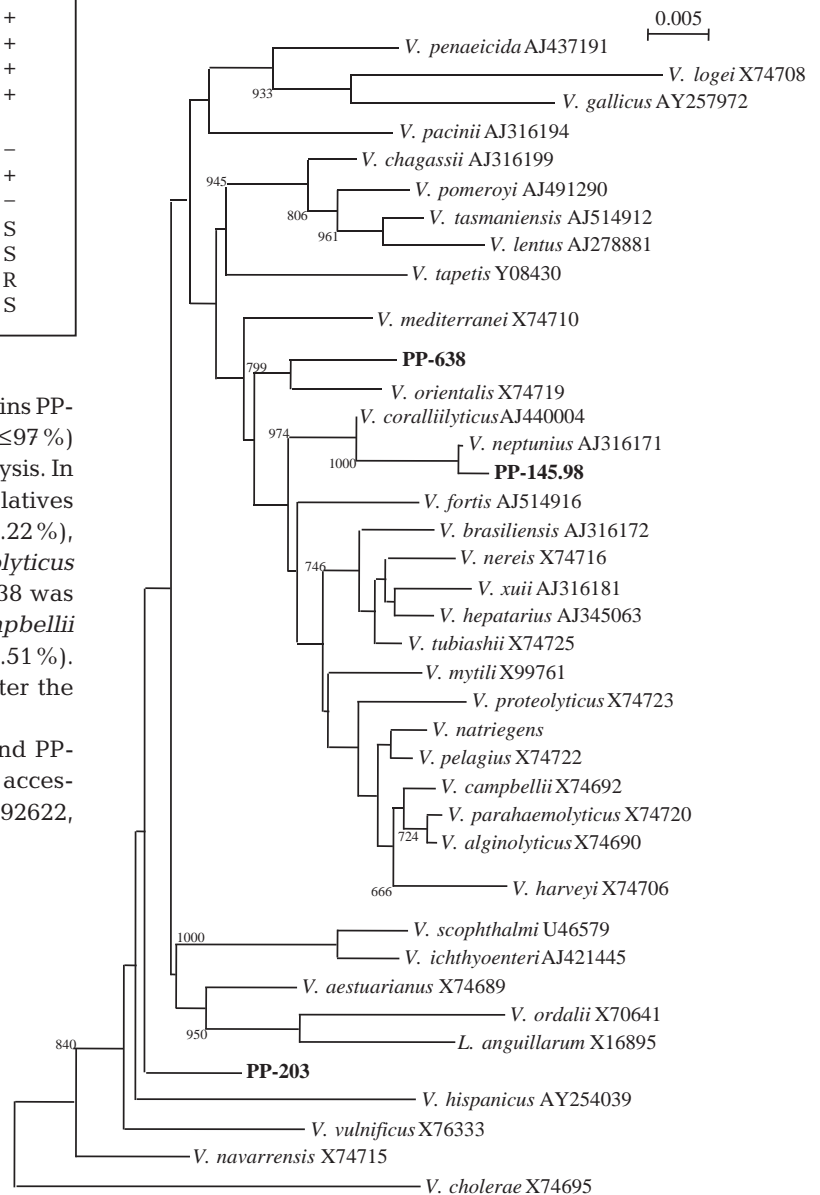 +
+
+
+
–
+
–
S
S
R
S
ins PP-
≤97 %)
ysis. In
latives
.22 %),
olyticus
38 was
mpbellii
.51 %).
ter the
nd PP-
acces-
92622,
0.005
V. penaeicida AJ437191
V. logei X74708
933
V. gallicus AY257972
V. pacinii AJ316194
V. chagassii AJ316199
945
V. pomeroyi AJ491290
806
V. tasmaniensis AJ514912
961
V. lentus AJ278881
V. tapetis Y08430
V. mediterranei X74710
PP-638
799
V. orientalis X74719
V. coralliilyticus AJ440004
974
V. neptunius AJ316171
1000
PP-145.98
V. fortis AJ514916
V. brasiliensis AJ316172
V. nereis X74716
746
V. xuii AJ316181
V. hepatarius AJ345063
V. tubiashii X74725
V. mytili X99761
V. proteolyticus X74723
V. natriegens
V. pelagius X74722
V. campbellii X74692
V. parahaemolyticus X74720
724
V. alginolyticus X74690
V. harveyi X74706
666
V. scophthalmi U46579
1000
V. ichthyoenteri AJ421445
V. aestuarianus X74689
V. ordalii X70641
950
L. anguillarum X16895
840
PP-203
V. hispanicus AY254039
V. vulnificus X76333
V. navarrensis X74715
V. cholerae X74695